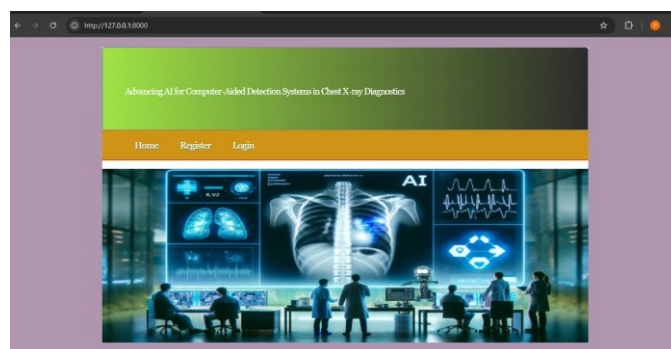 http://127.0.0.1:8000
Advancing AI for Computer-Aided Detection Systems in Chest X-ray Diagnostics
Home Register Login
AI